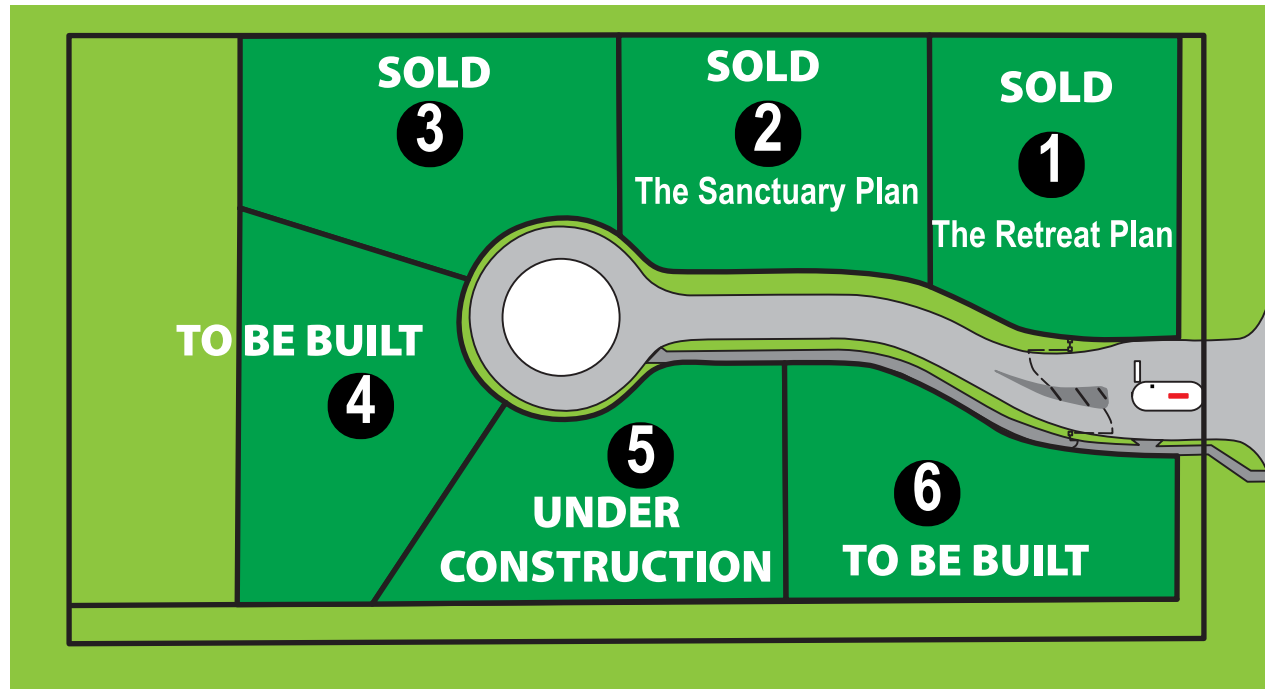 SOLD
3
SOLD
2
The Sanctuary Plan
SOLD
1
The Retreat Plan
TO BE BUILT
4
5
UNDER
CONSTRUCTION
6
TO BE BUILT